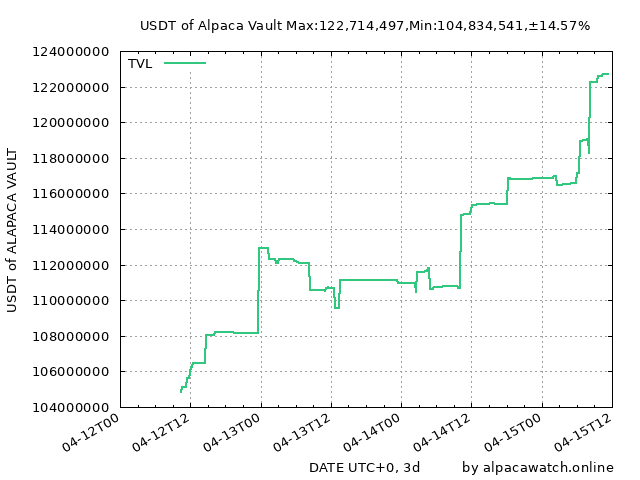 USDT of Alpaca Vault Max:122,714,497,Min:104,834,541,±14.57%
TVL
124000000
122000000
120000000
118000000
116000000
114000000
112000000
110000000
108000000
106000000
104000000
USDT of ALAPACA VAULT
04-12T00
04-12T12
04-13T00
04-13T12
04-14T00
04-14T12
04-15T00
04-15T12
DATE UTC+0, 3d
by alpacawatch.online